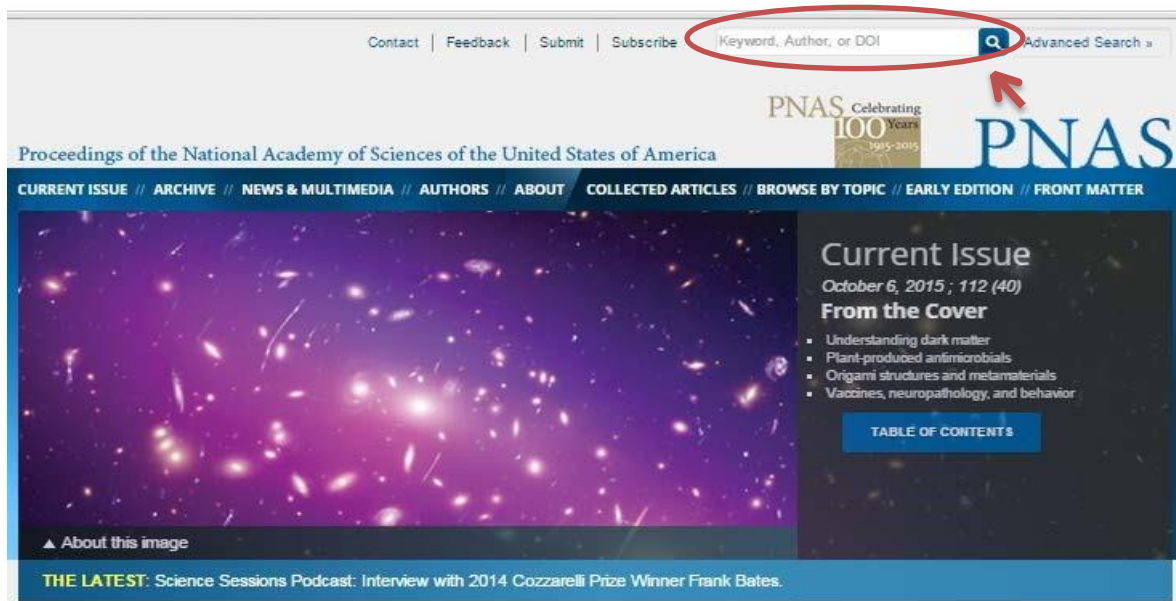 Contact | Feedback | Submit | Subscribe
Keyword, Author, or DOI
Advanced Search »
PNAS Celebrating
100 Years
1915-2015
PNAS
Proceedings of the National Academy of Sciences of the United States of America
CURRENT ISSUE // ARCHIVE // NEWS & MULTIMEDIA // AUTHORS // ABOUT COLLECTED ARTICLES // BROWSE BY TOPIC // EARLY EDITION // FRONT MATTER
Current Issue
October 6, 2015 ; 112 (40)
From the Cover
Understanding dark matter
Plant-produced antimicrobials
Origami structures and metamaterials
Vaccines, neuropathology, and behavior
TABLE OF CONTENTS
▲ About this image
THE LATEST: Science Sessions Podcast: Interview with 2014 Cozzarelli Prize Winner Frank Bates.